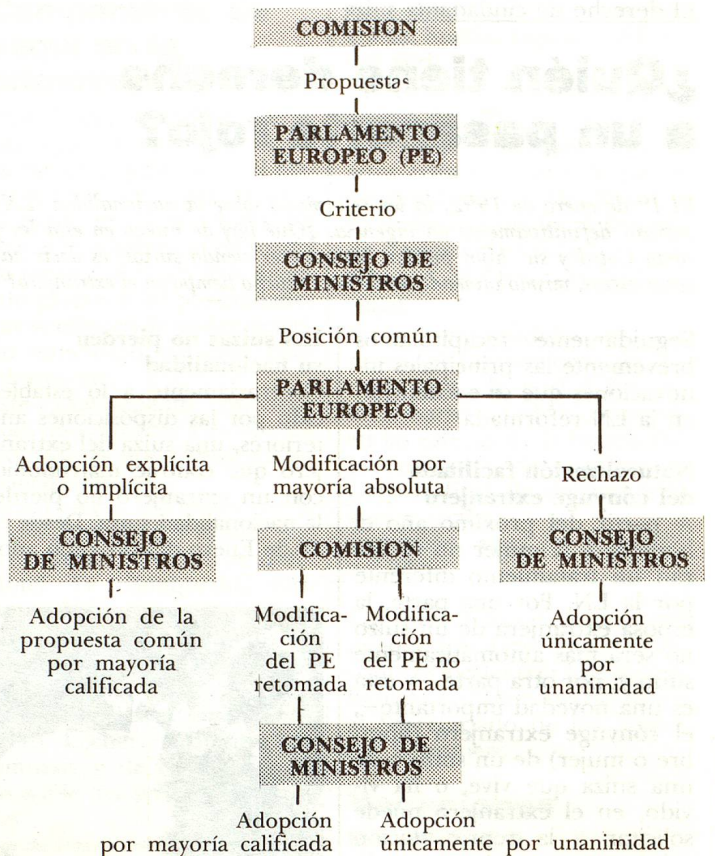 COMISION
Propuestas
PARLAMENTO
EUROPEO (PE)
Criterio
CONSEJO DE
MINISTROS
Posición común
PARLAMENTO
EUROPEO
Adopción explícita
o implícita
CONSEJO
DE MINISTROS
Adopción de la
propuesta común
por mayoría
calificada
Modificación por
mayoría absoluta
COMISION
Modifica-
ción
del PE
retomada
Modifica-
ción
del PE no
retomada
CONSEJO DE
MINISTROS
Adopción
por mayoría calificada
Adopción
únicamente por unanimidad
Rechazo
CONSEJO
DE MINISTROS
Adopción
únicamente
por
unanimidad